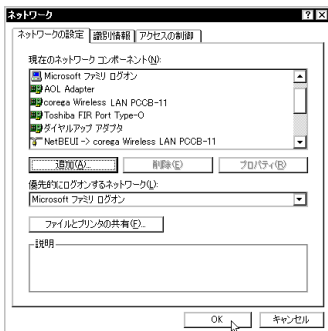 ネットワーク
ネットワークの設定 識別情報 アクセスの制御
現在のネットワーク コンポーネント(N):
Microsoft ファミリ ログオン
AOL Adapter
corega Wireless LAN PCCB-11
Toshiba FIR Port Type-O
ダイヤルアップ アダプタ
NetBEUI -> corega Wireless LAN PCCB-11
追加(A)... 削除(E) プロパティ(R)
優先的にログオンするネットワーク(L):
Microsoft ファミリ ログオン
ファイルとプリンタの共有(F)...
説明
OK キャンセル